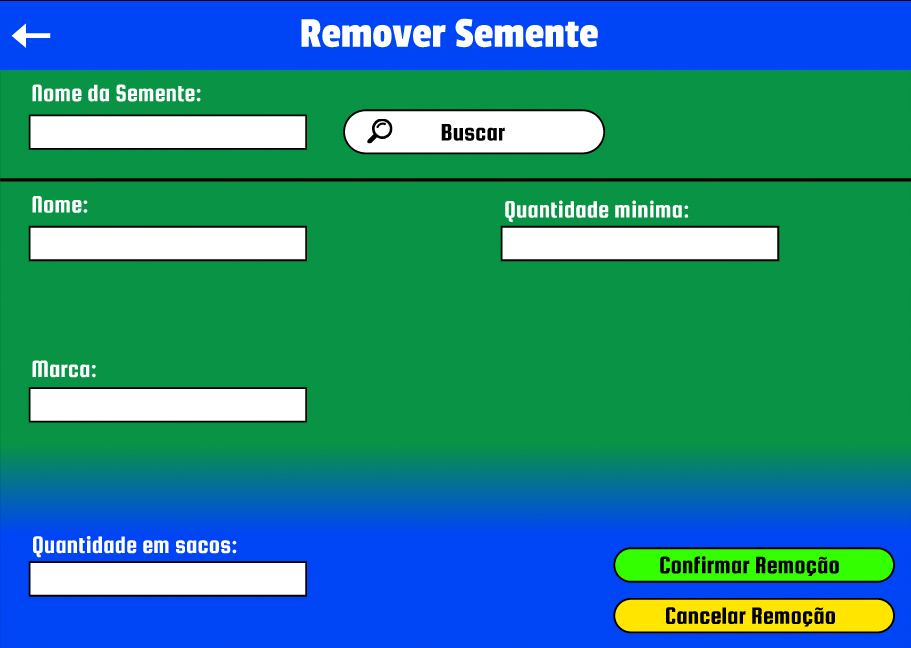 Remover Semente
Nome da Semente:
Buscar
Nome:
Quantidade minima:
Marca:
Quantidade em sacos:
Confirmar Remoção
Cancelar Remoção